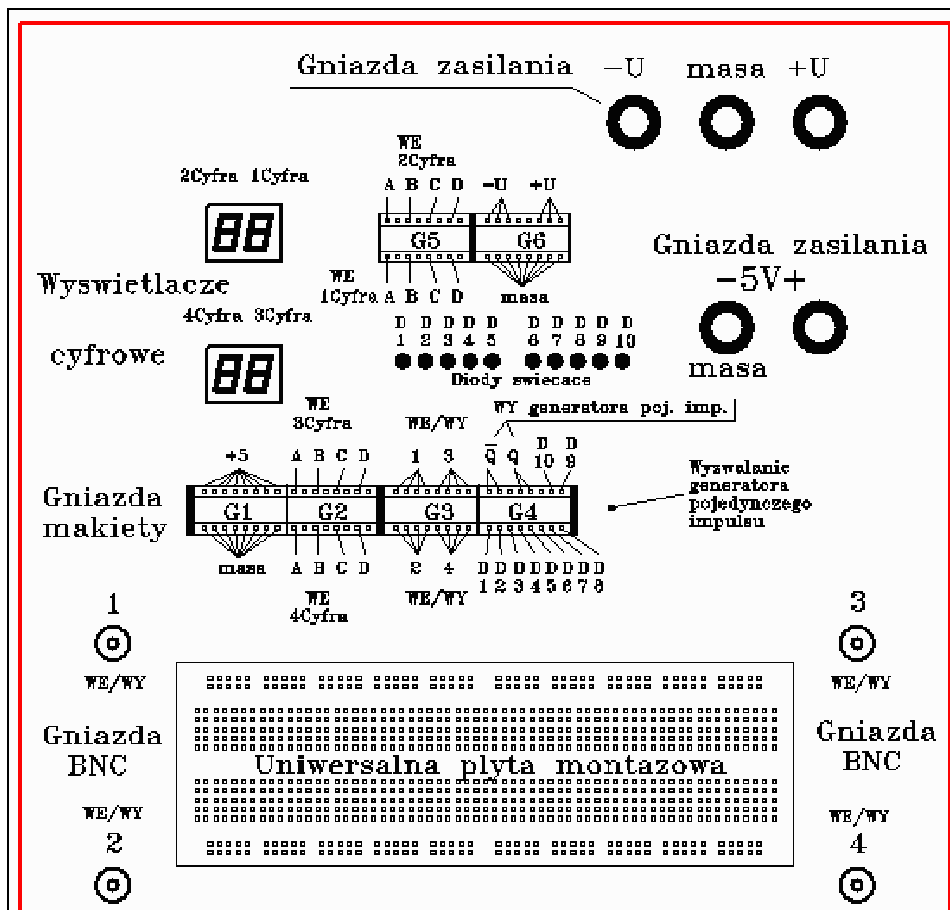 Gniazda zasilania -U masa +U
WE
2Cyfra
2Cyfra 1Cyfra
A B C D -U +U
G5 G6
Gniazda zasilania
-5V+
Wyswietlacze
WE
1Cyfra A B C D masa
4Cyfra 3Cyfra
D D D D D D D D D D
1 2 3 4 5 6 7 8 9 10
cyfrowe
masa
Diody swiecace
WE
3Cyfra
WE/WY
WY generatora poj. imp.
+5 A B C D 1 3 Q Q D D
10 9
Wyzwalanie
generatora
pojedynczego
impulsu
Gniazda
makiety
G1 G2 G3 G4
masa A B C D 2 4 D D D D D D D D
1 2 3 4 5 6 7 8
WE
4Cyfra
WE/WY
1
WE/WY
3
WE/WY
Gniazda
BNC
Uniwersalna plyta montazowa
Gniazda
BNC
WE/WY
2
WE/WY
4